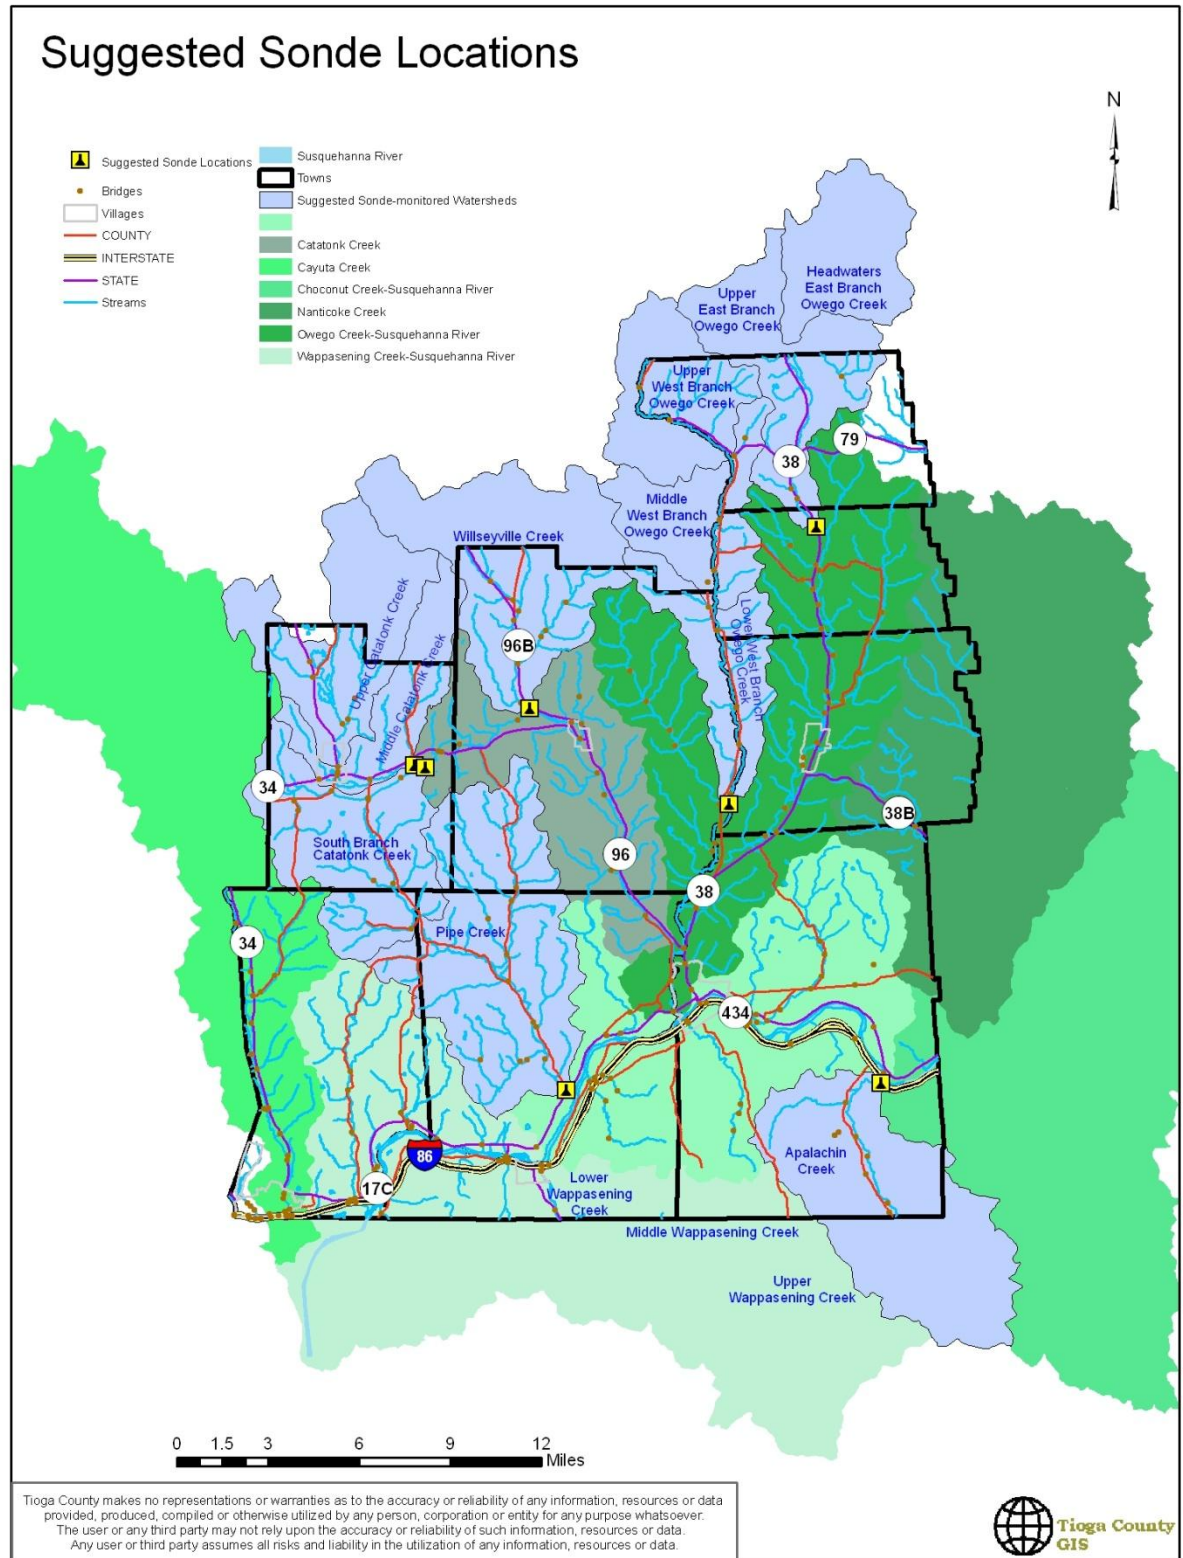 Suggested Sonde Locations
N
Suggested Sonde Locations
Bridges
Villages
COUNTY
INTERSTATE
STATE
Streams
Susquehanna River
Towns
Suggested Sonde-monitored Watersheds
Catatonk Creek
Cayuta Creek
Choconut Creek-Susquehanna River
Nanticoke Creek
Owego Creek-Susquehanna River
Wappasening Creek-Susquehanna River
Headwaters
East Branch
Owego Creek
Upper
East Branch
Owego Creek
Upper
West Branch
Owego Creek
79
38
Middle
West Branch
Owego Creek
Willseyville Creek
Upper Catatonk Creek
Middle Catatonk Creek
96B
Lower West Branch
Owego Creek
34
38B
South Branch
Catatonk Creek
96
38
34
Pipe Creek
434
86
17C
Apalachin
Creek
Lower
Wappasening
Creek
Middle Wappasening Creek
Upper
Wappasening Creek
0 1.5 3 6 9 12
Miles
Tioga County makes no representations or warranties as to the accuracy or reliability of any information, resources or data
provided, produced, compiled or otherwise utilized by any person, corporation or entity for any purpose whatsoever.
The user or any third party may not rely upon the accuracy or reliability of such information, resources or data.
Any user or third party assumes all risks and liability in the utilization of any information, resources or data.
Tioga County
GIS